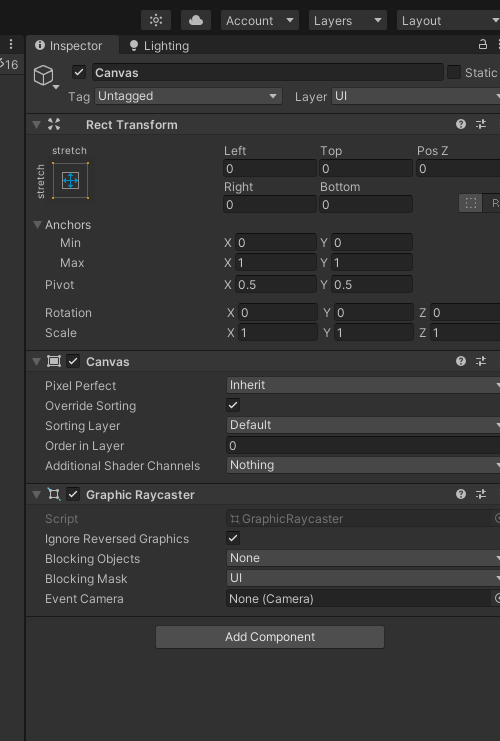 Account Layers Layout
Inspector Lighting
16
Canvas Static
Tag Untagged Layer UI
Rect Transform
stretch
stretch
Left Top Pos Z
0 0 0
Right Bottom
0 0 R
Anchors
Min X 0 Y 0
Max X 1 Y 1
Pivot X 0.5 Y 0.5
Rotation X 0 Y 0 Z 0
Scale X 1 Y 1 Z 1
Canvas
Pixel Perfect Inherit
Override Sorting
Sorting Layer Default
Order in Layer 0
Additional Shader Channels Nothing
Graphic Raycaster
Script GraphicRaycaster
Ignore Reversed Graphics
Blocking Objects None
Blocking Mask UI
Event Camera None (Camera)
Add Component